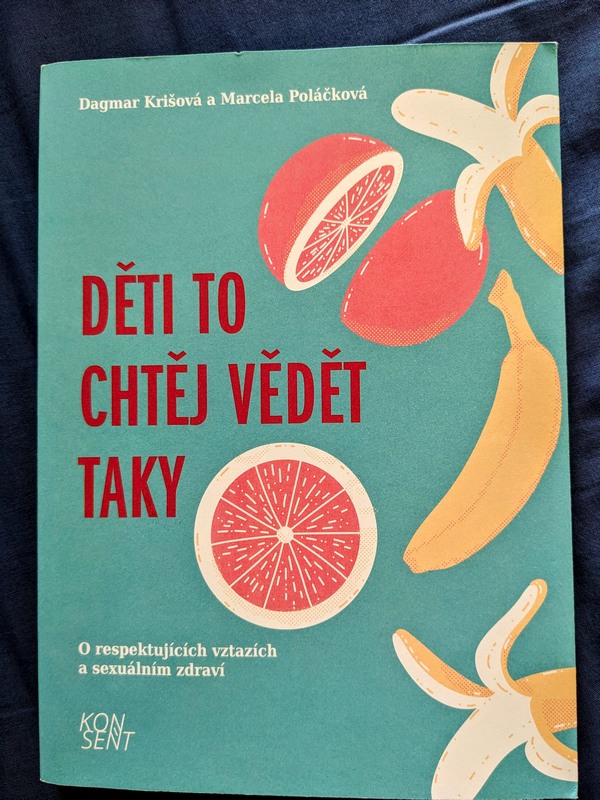 Dagmar Krišová a Marcela Poláčková
DĚTI TO
CHTĚJ VĚDĚT
TAKY
O respektujících vztazích
a sexuálním zdraví
KON
SENT